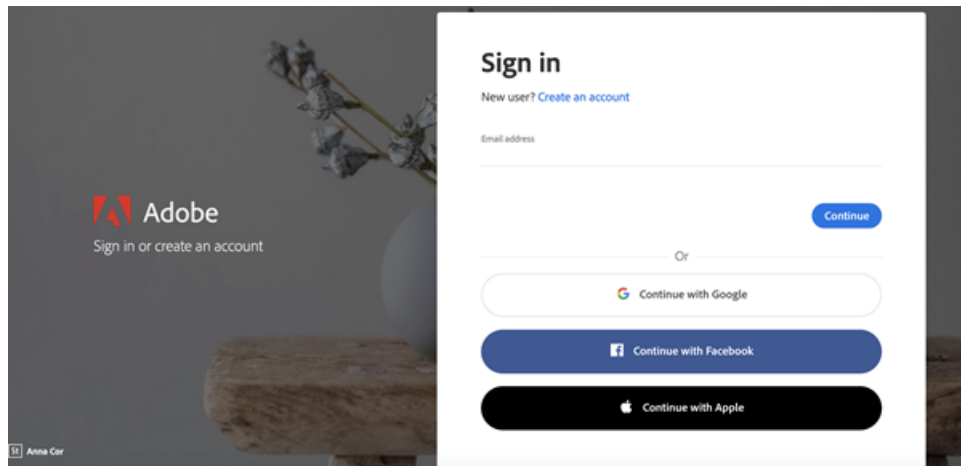 Adobe
Sign in or create an account
St Anna Cor
Sign in
New user? Create an account
Email address
Continue
Or
Continue with Google
Continue with Facebook
Continue with Apple